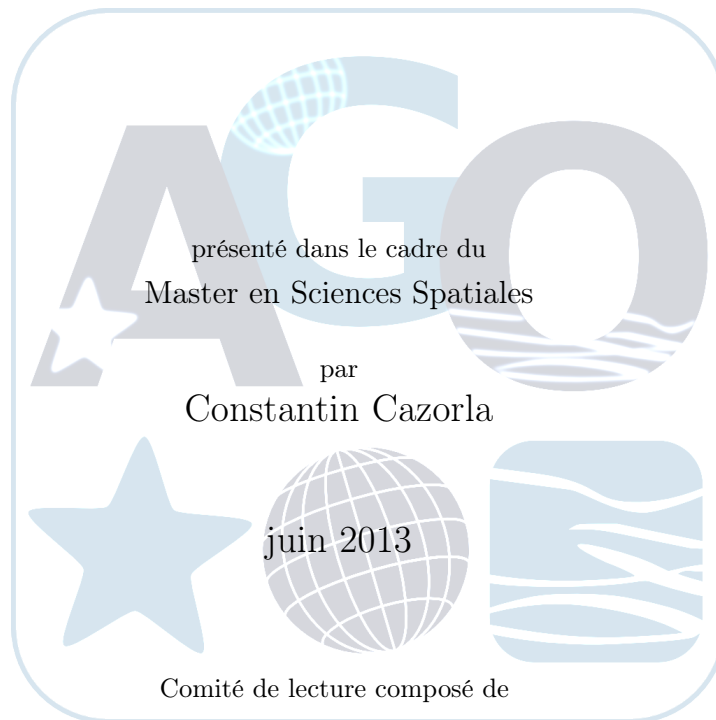 AGO
présenté dans le cadre du
Master en Sciences Spatiales
par
Constantin Cazorla
juin 2013
Comité de lecture composé de